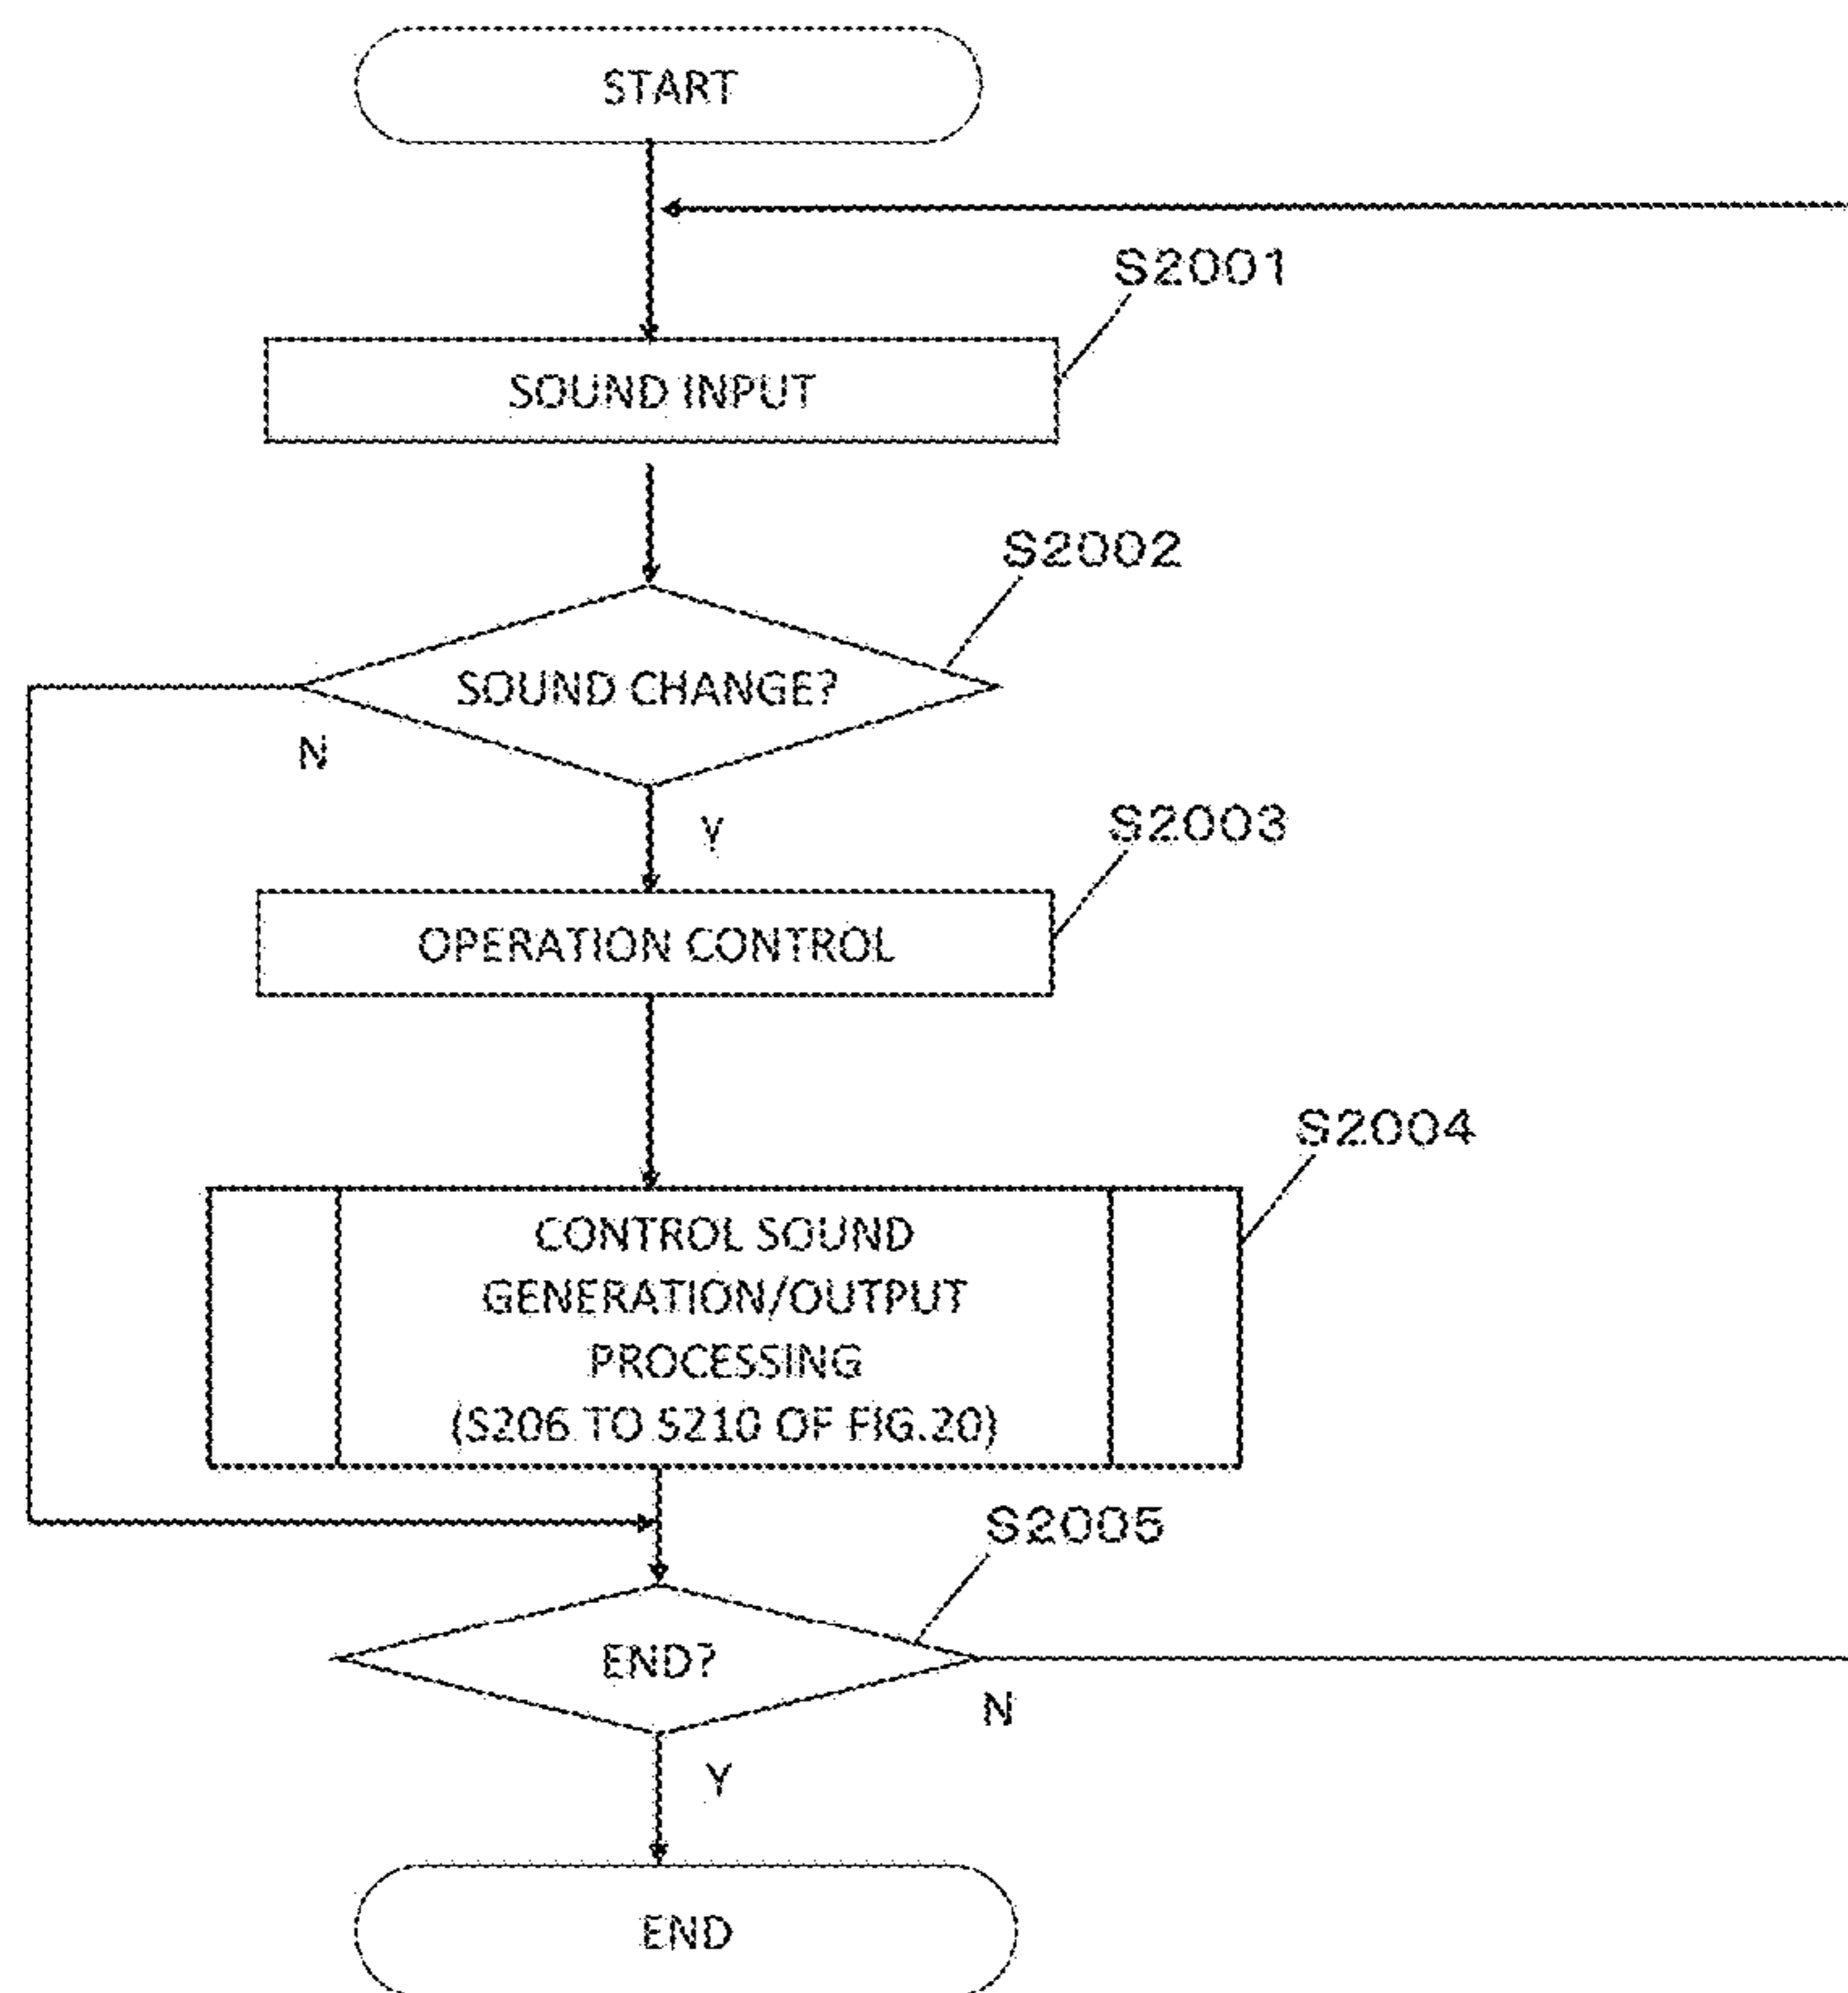 START
S2001
SOUND INPUT
S2002
SOUND CHANGE?
N
Y
S2003
OPERATION CONTROL
S2004
CONTROL SOUND
GENERATION/OUTPUT
PROCESSING
(S206 TO S210 OF FIG.20)
S2005
END?
N
Y
END